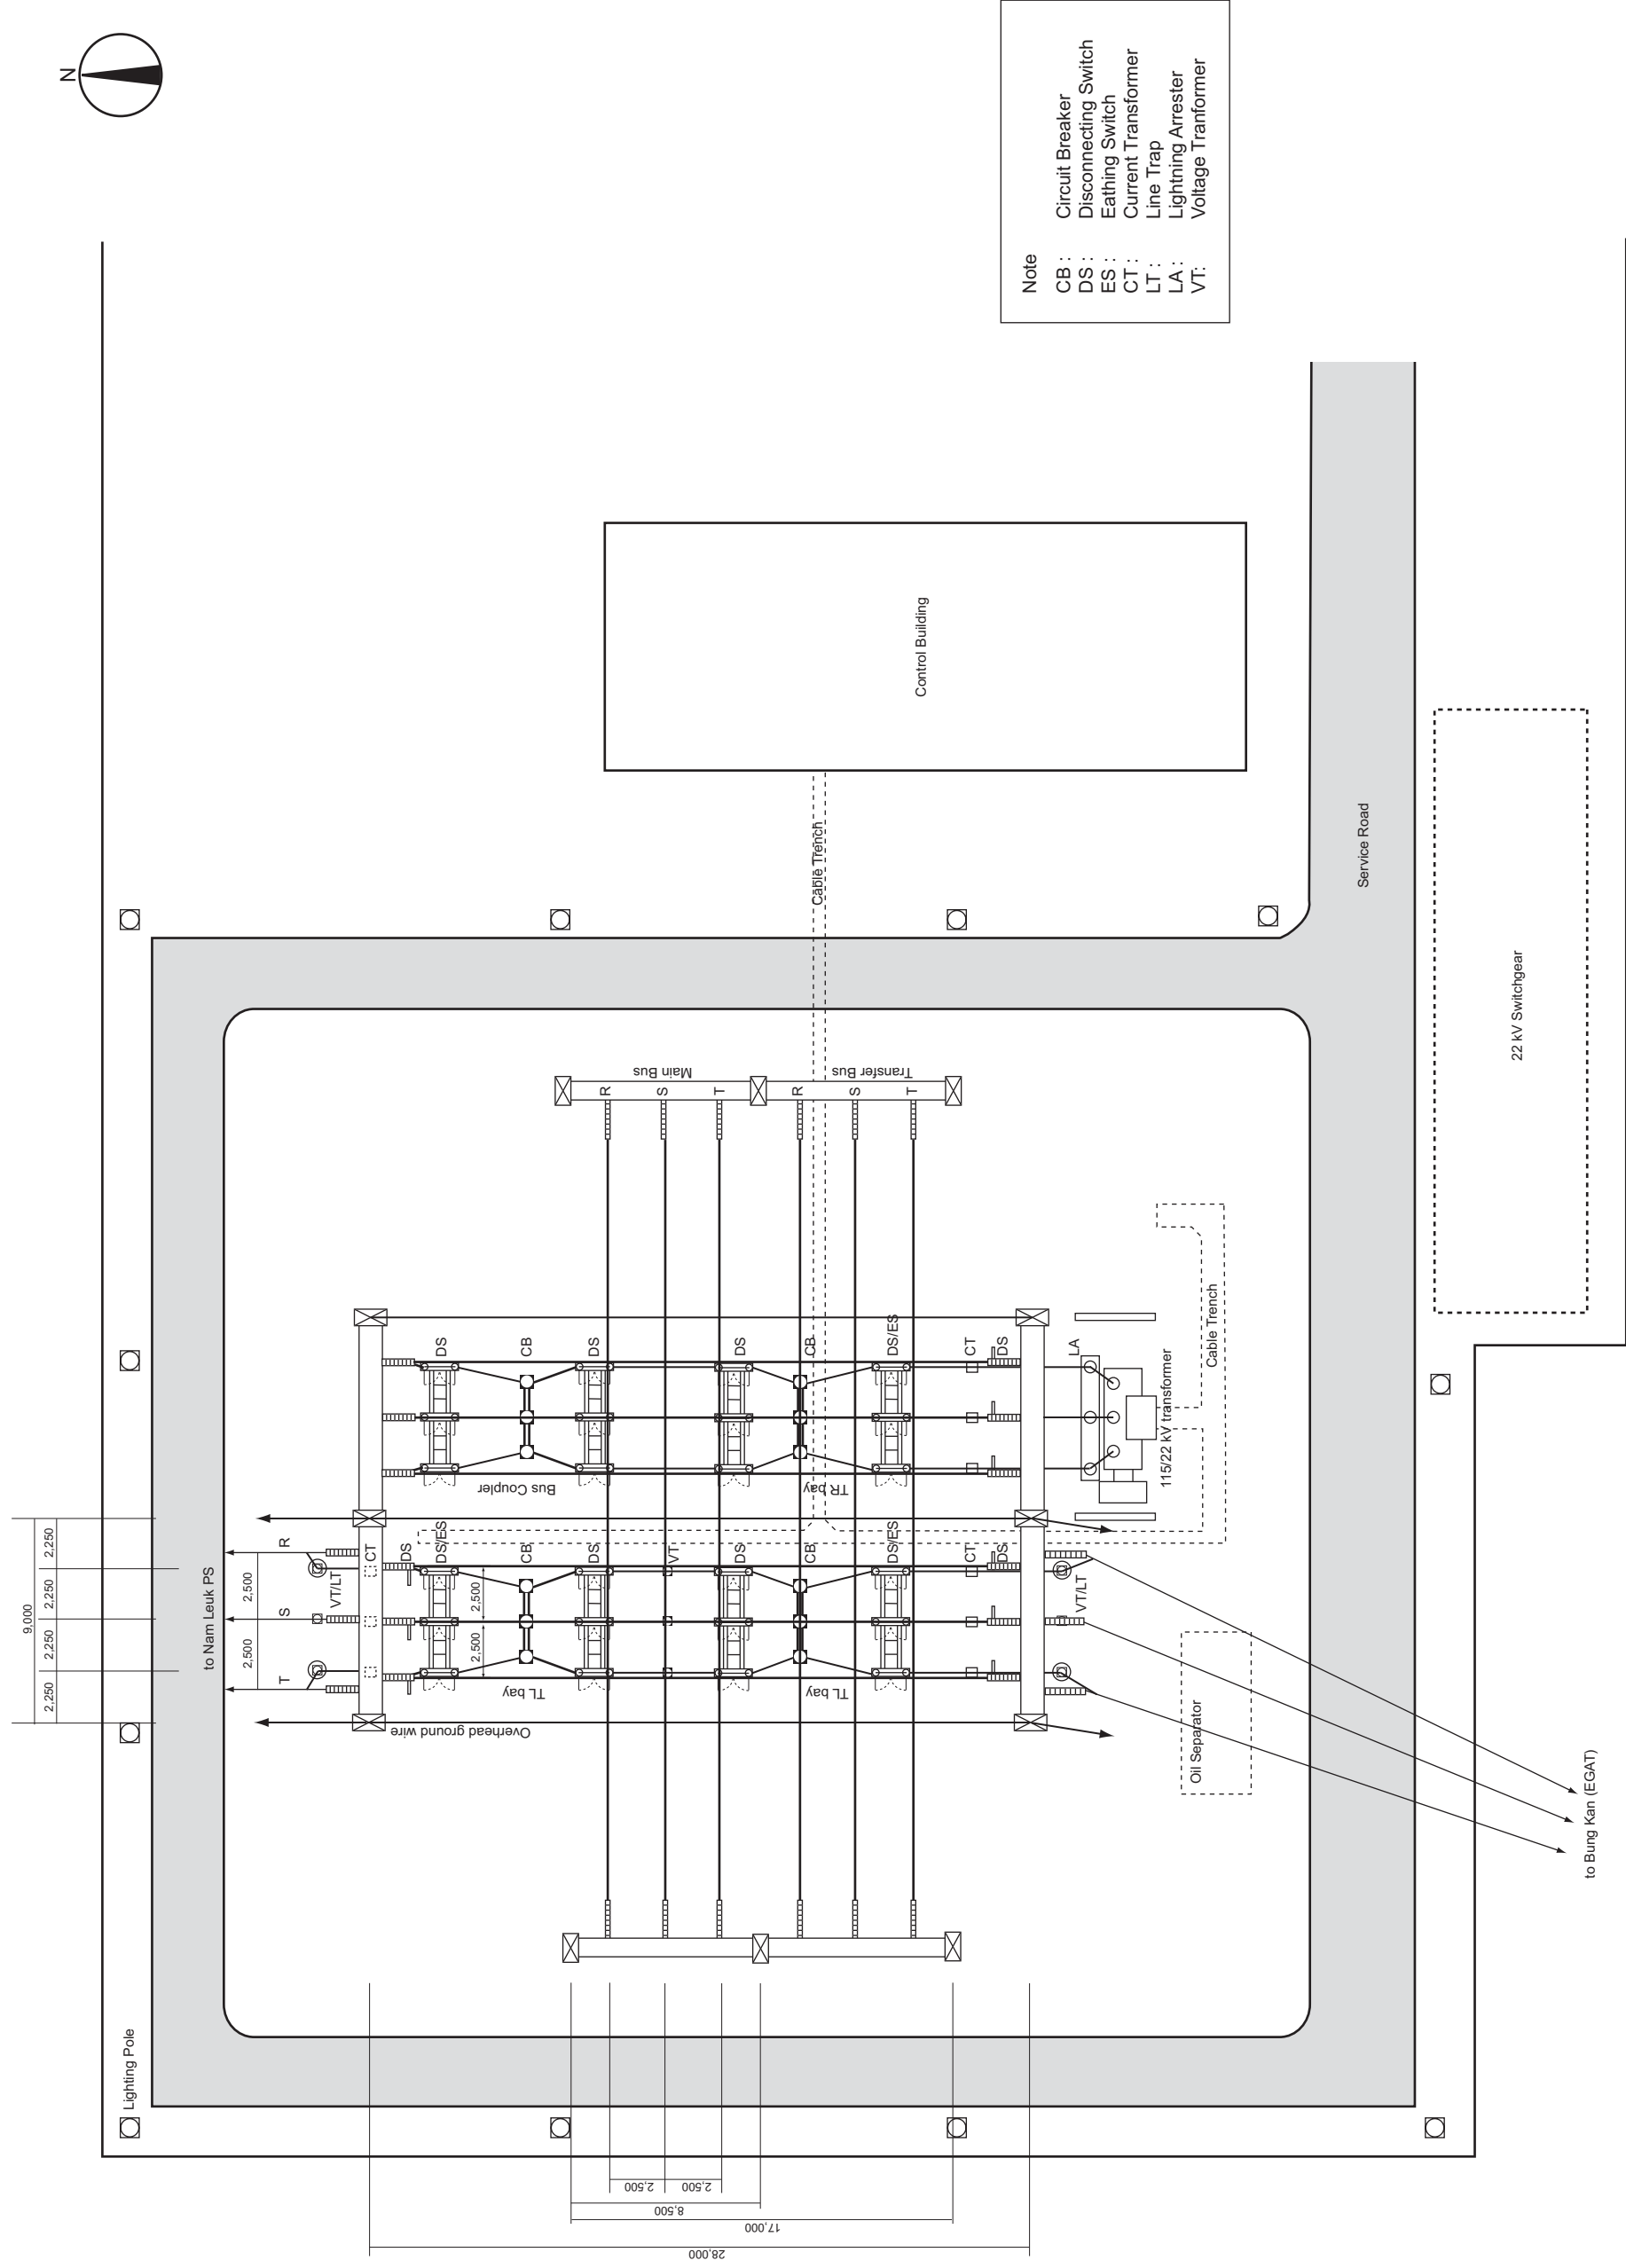 N
Note
CB : Circuit Breaker
DS : Disconnecting Switch
ES : Eathing Switch
CT : Current Transformer
LT : Line Trap
LA : Lightning Arrester
VT: Voltage Tranformer
Control Building
Cable Trench
Service Road
22 kV Switchgear
Main Bus
Transfer Bus
R
S
T
R
S
T
DS
CB
DS
DS
CB
DS/ES
CT
DS
LA
Bus Coupler
TR bay
115/22 kV transformer
Cable Trench
to Nam Leuk PS
R
S
T
2,500
2,500
9,000
2,250
2,250
2,250
2,250
VT/LT
CT
DS
DS/ES
CB
DS
VT
DS
CB
DS/ES
CT
DS
VT/LT
2,500
2,500
TL bay
TL bay
Overhead ground wire
Oil Separator
to Bung Kan (EGAT)
Lighting Pole
2,500
2,500
8,500
17,000
28,000